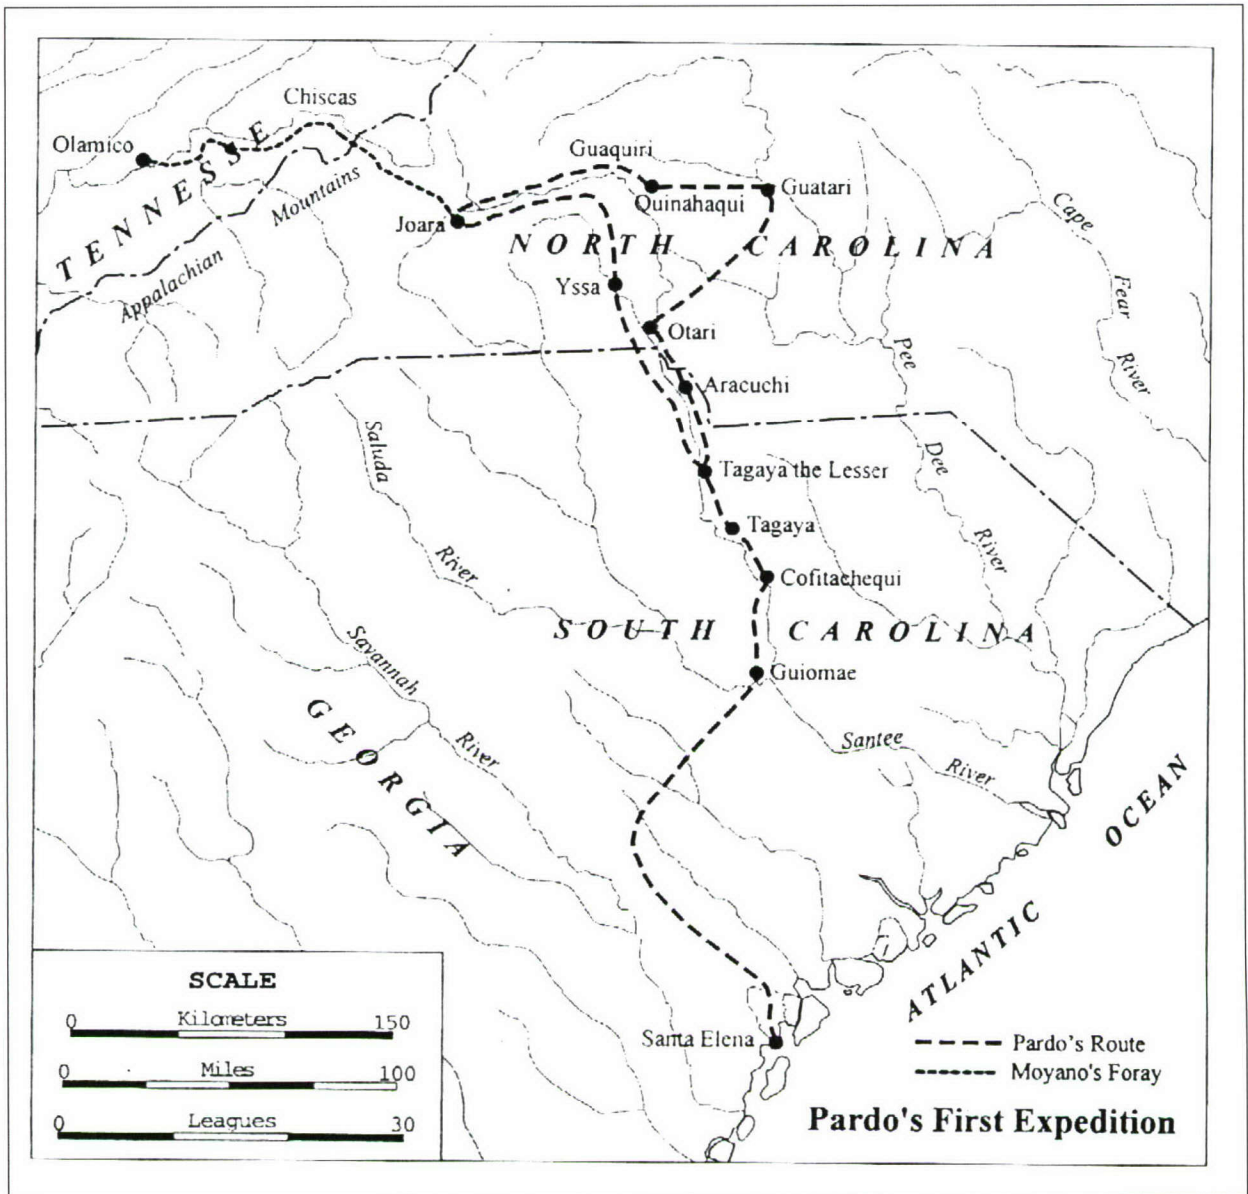 Chiscas
Olamico
TENNESSE
Appalachian
Mountains
Joara
Guaquiri
Quinahaqui
Guatari
NORTH CAROLINA
Yssa
Otari
Aracuchi
Tagaya the Lesser
Tagaya
Cofitachequi
Cape
Fear
River
Pee
Dee
River
Saluda
River
SOUTH CAROLINA
Guiomae
Savannah
River
GEORGIA
Santee
River
ATLANTIC OCEAN
Santa Elena
SCALE
0 Kilometers 150
0 Miles 100
0 Leagues 30
Pardo's Route
Moyano's Foray
Pardo's First Expedition